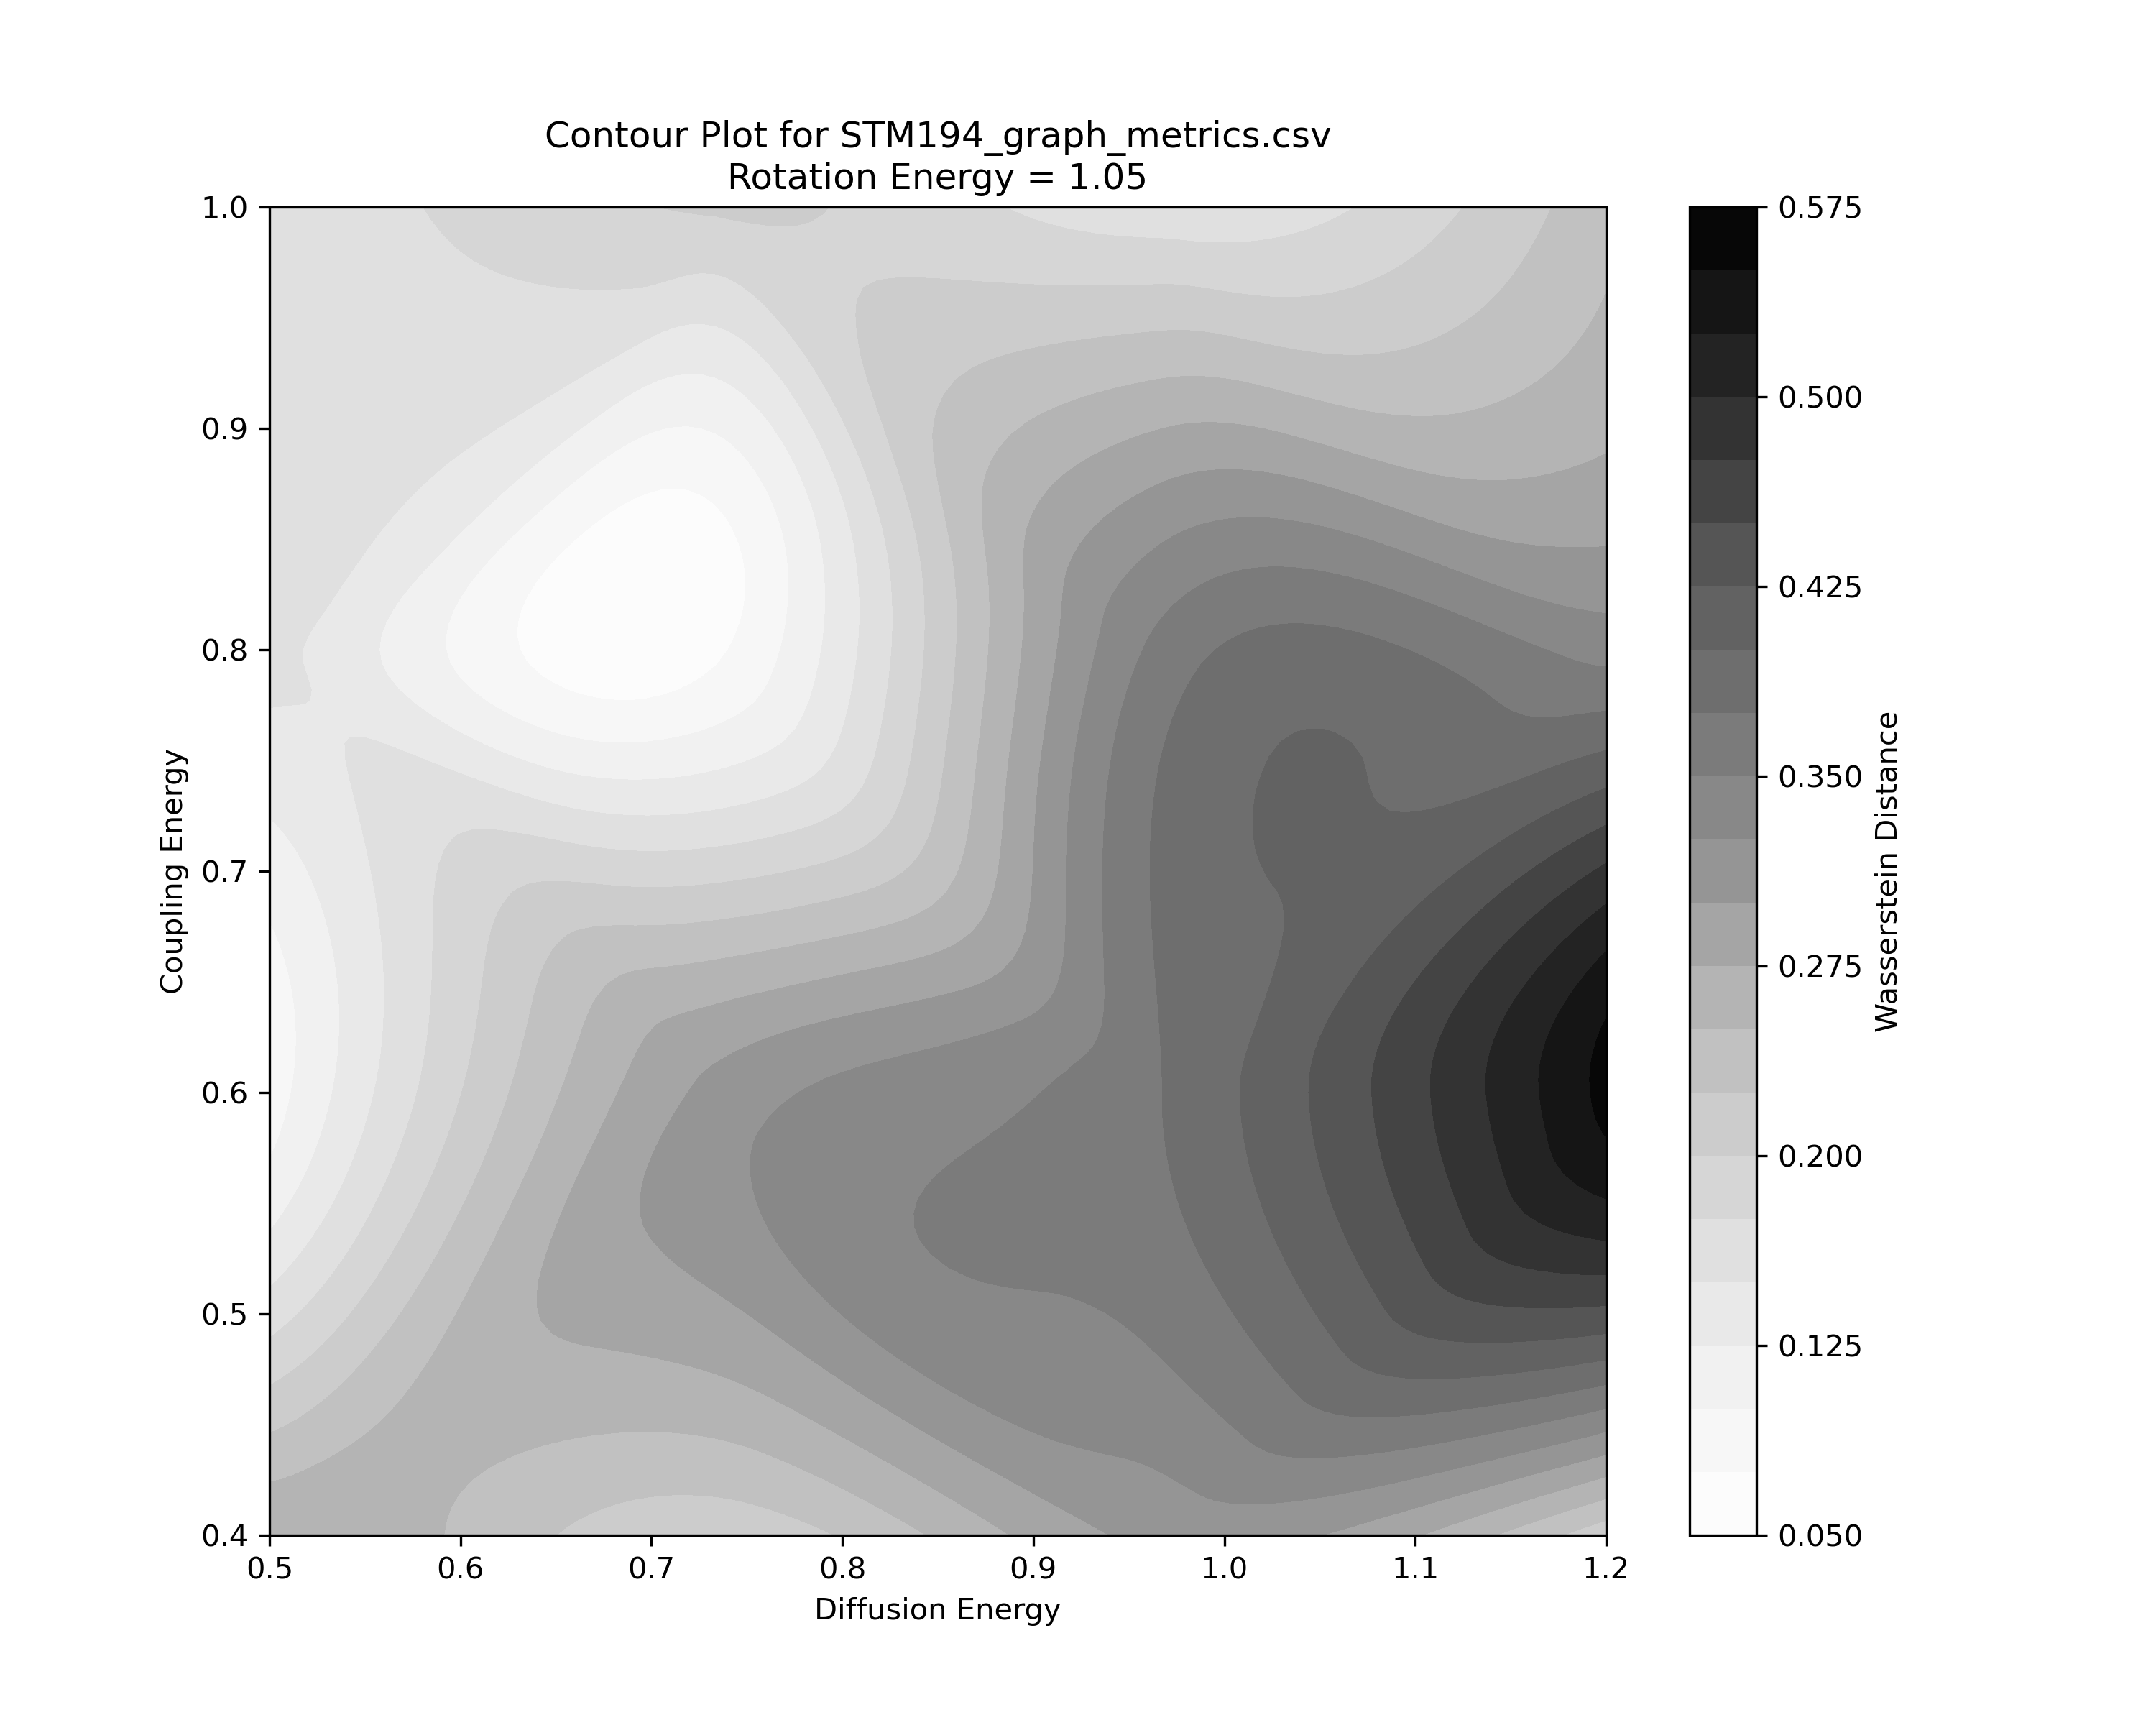 Contour Plot for STM194_graph_metrics.csv
Rotation Energy = 1.05
1.0
0.9
0.8
0.7
0.6
0.5
0.4
Coupling Energy
0.5 0.6 0.7 0.8 0.9 1.0 1.1 1.2
Diffusion Energy
0.575
0.500
0.425
0.350
0.275
0.200
0.125
0.050
Wasserstein Distance